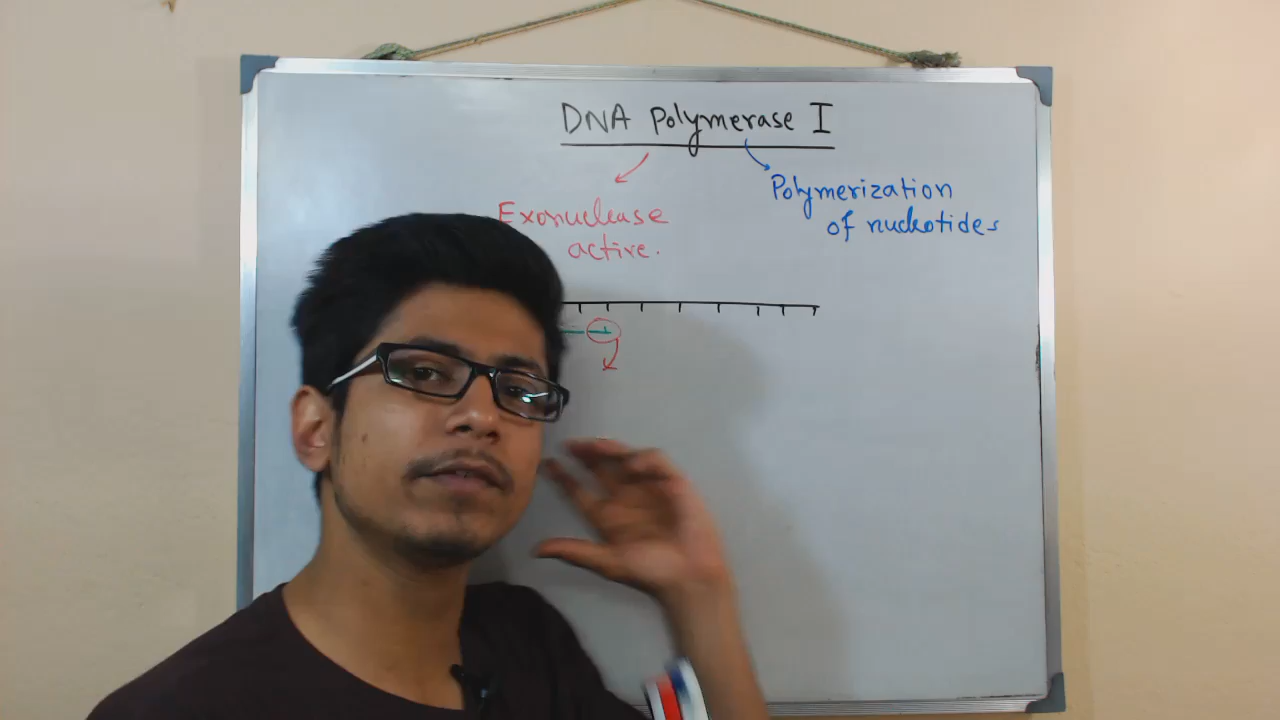 DNA Polymerase I
Polymerization
of nucleotides
Exonuclease
active.